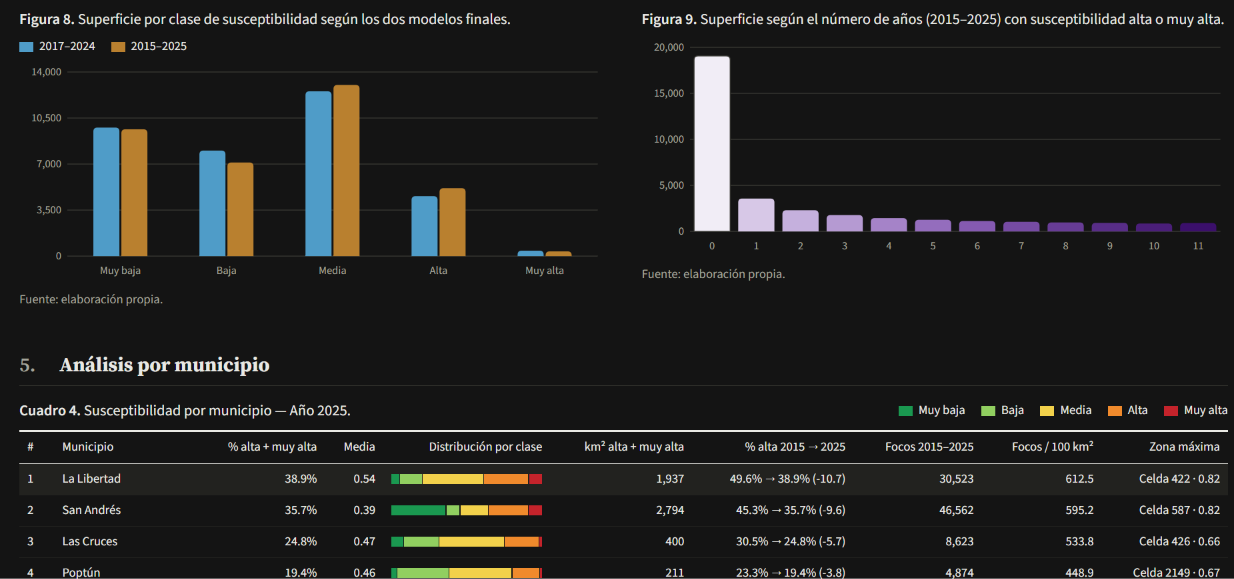 Figura 8. Superficie por clase de susceptibilidad según los dos modelos finales.
2017–2024 2015–2025
14,000
10,500
7,000
3,500
0
Muy baja Baja Media Alta Muy alta
Fuente: elaboración propia.
Figura 9. Superficie según el número de años (2015–2025) con susceptibilidad alta o muy alta.
20,000
15,000
10,000
5,000
0
0 1 2 3 4 5 6 7 8 9 10 11
Fuente: elaboración propia.
5. Análisis por municipio
Cuadro 4. Susceptibilidad por municipio — Año 2025.
Muy baja Baja Media Alta Muy alta
# Municipio % alta + muy alta Media Distribución por clase km² alta + muy alta % alta 2015 → 2025 Focos 2015–2025 Focos / 100 km² Zona máxima
1 La Libertad 38.9% 0.54 1,937 49.6% → 38.9% (-10.7) 30,523 612.5 Celda 422 · 0.82
2 San Andrés 35.7% 0.39 2,794 45.3% → 35.7% (-9.6) 46,562 595.2 Celda 587 · 0.82
3 Las Cruces 24.8% 0.47 400 30.5% → 24.8% (-5.7) 8,623 533.8 Celda 426 · 0.66
4 Poptún 19.4% 0.46 211 23.3% → 19.4% (-3.8) 4,874 448.9 Celda 2149 · 0.67